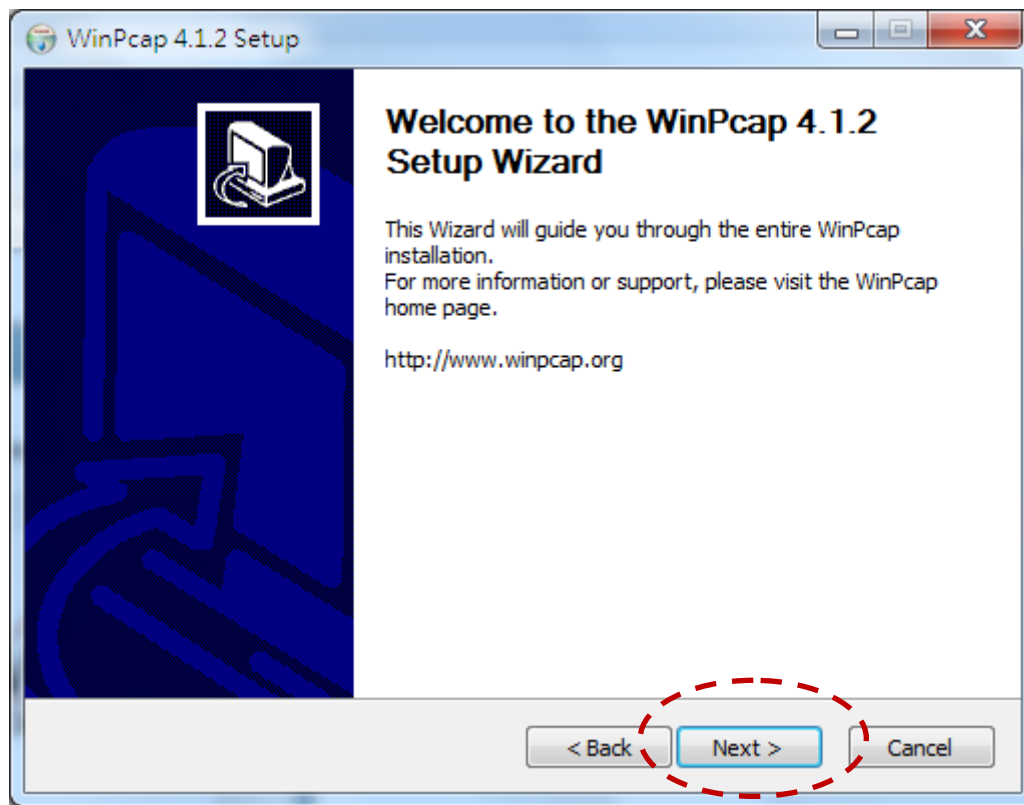 WinPcap 4.1.2 Setup
Welcome to the WinPcap 4.1.2
Setup Wizard
This Wizard will guide you through the entire WinPcap
installation.
For more information or support, please visit the WinPcap
home page.
http://www.winpcap.org
< Back Next > Cancel